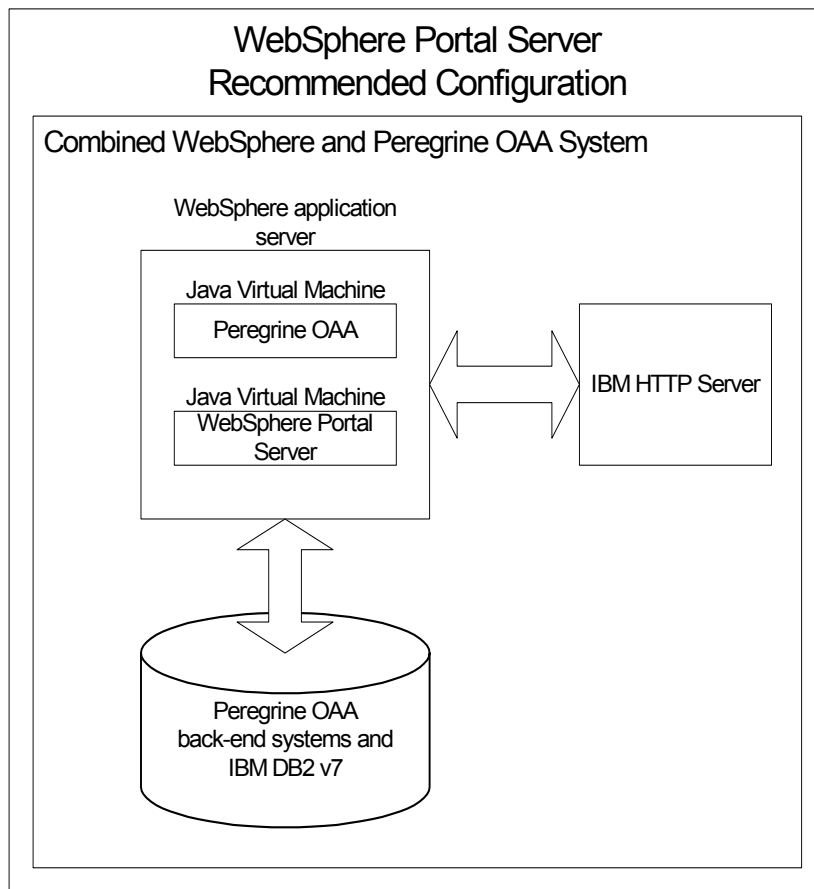 WebSphere Portal Server
Recommended Configuration
Combined WebSphere and Peregrine OAA System
WebSphere application
server
Java Virtual Machine
Peregrine OAA
Java Virtual Machine
WebSphere Portal
Server
IBM HTTP Server
Peregrine OAA
back-end systems and
IBM DB2 v7